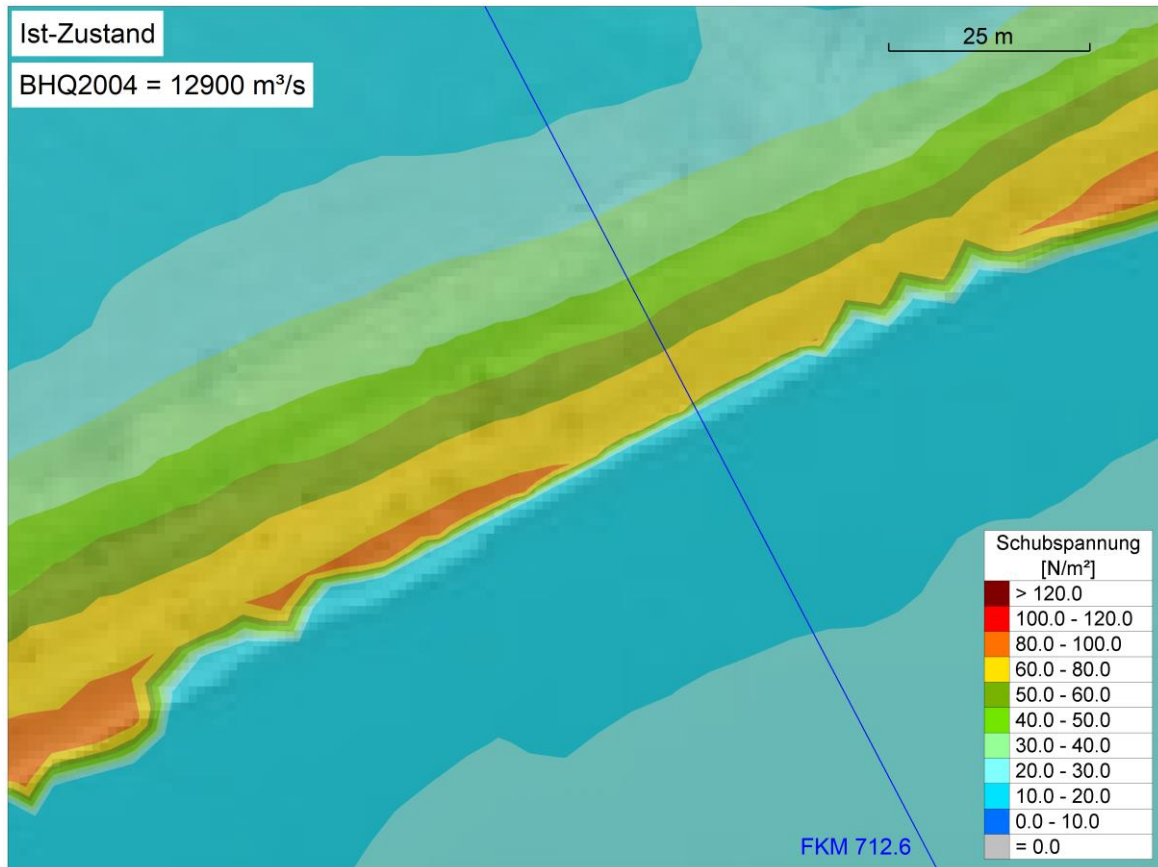 Ist-Zustand
BHQ2004 = 12900 m³/s
25 m
Schubspannung
[N/m²]
> 120.0
100.0 - 120.0
80.0 - 100.0
60.0 - 80.0
50.0 - 60.0
40.0 - 50.0
30.0 - 40.0
20.0 - 30.0
10.0 - 20.0
0.0 - 10.0
= 0.0
FKM 712.6